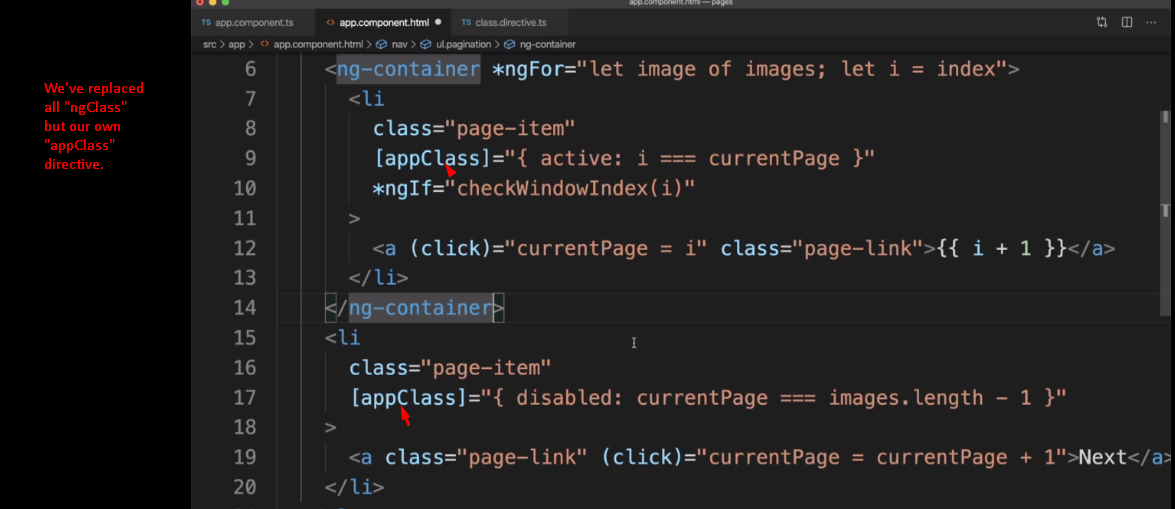 app.component.html — pages
TS app.component.ts <> app.component.html ● TS class.directive.ts ...
src > app > <> app.component.html > nav > ul.pagination > ng-container
We've replaced
all "ngClass"
but our own
"appClass"
directive.
6 <ng-container *ngFor="let image of images; let i = index">
7 <li
8 class="page-item"
9 [appClass]="{ active: i === currentPage }"
10 *ngIf="checkWindowIndex(i)"
11 >
12 <a (click)="currentPage = i" class="page-link">{{ i + 1 }}</a>
13 </li>
14 </ng-container>
15 <li
16 class="page-item"
17 [appClass]="{ disabled: currentPage === images.length - 1 }"
18 >
19 <a class="page-link" (click)="currentPage = currentPage + 1">Next</a>
20 </li>